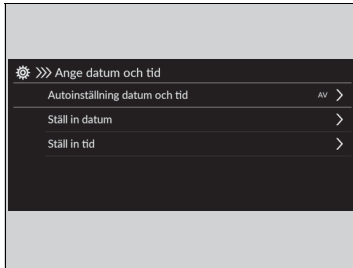 Ange datum och tid
Autoinställning datum och tid AV
Ställ in datum
Ställ in tid